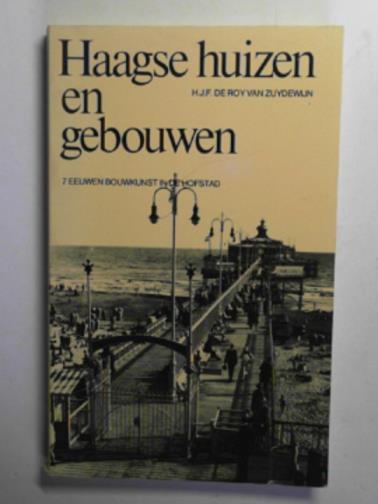 Haagse huizen
H.J.F. DE ROY VAN ZUYDEWIJN
en
gebouwen
7 EEUWEN BOUWKUNST IN DE HOFSTAD